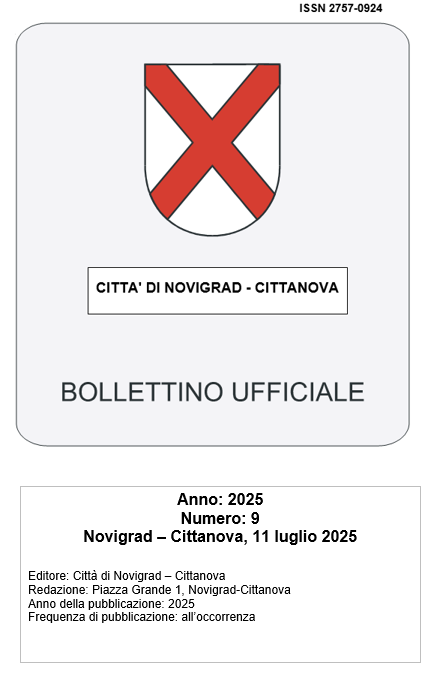 ISSN 2757-0924
CITTA' DI NOVIGRAD - CITTANOVA
BOLLETTINO UFFICIALE
Anno: 2025
Numero: 9
Novigrad – Cittanova, 11 luglio 2025
Editore: Città di Novigrad – Cittanova
Redazione: Piazza Grande 1, Novigrad-Cittanova
Anno della pubblicazione: 2025
Frequenza di pubblicazione: all’occorrenza